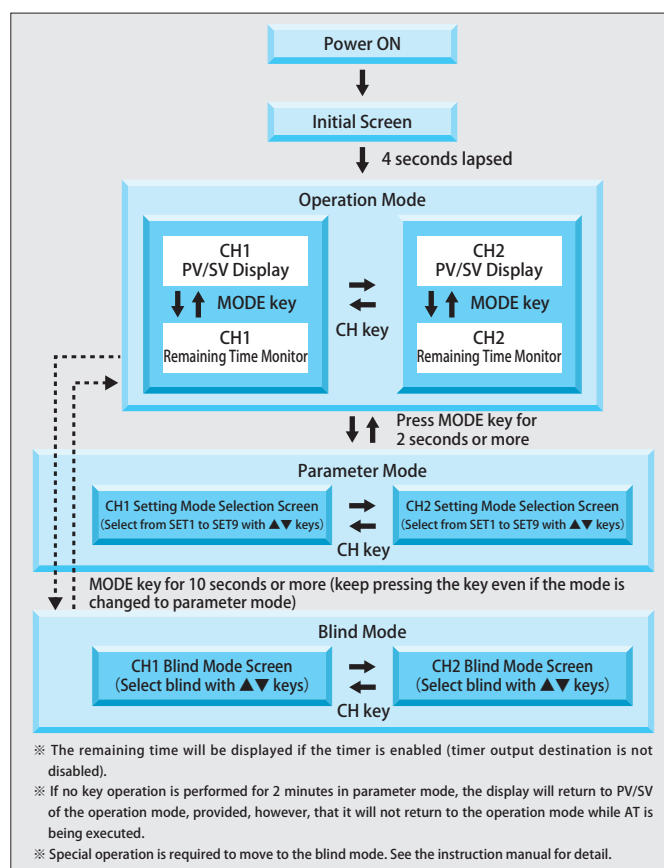 Power ON
Initial Screen
4 seconds lapsed
Operation Mode
CH1
PV/SV Display
MODE key
CH1
Remaining Time Monitor
CH key
CH2
PV/SV Display
MODE key
CH2
Remaining Time Monitor
Press MODE key for
2 seconds or more
Parameter Mode
CH1 Setting Mode Selection Screen
(Select from SET1 to SET9 with ▲▼ keys)
CH key
CH2 Setting Mode Selection Screen
(Select from SET1 to SET9 with ▲▼ keys)
MODE key for 10 seconds or more (keep pressing the key even if the mode is
changed to parameter mode)
Blind Mode
CH1 Blind Mode Screen
(Select blind with ▲▼ keys)
CH key
CH2 Blind Mode Screen
(Select blind with ▲▼ keys)
※ The remaining time will be displayed if the timer is enabled (timer output destination is not
disabled).
※ If no key operation is performed for 2 minutes in parameter mode, the display will return to PV/SV
of the operation mode, provided, however, that it will not return to the operation mode while AT is
being executed.
※ Special operation is required to move to the blind mode. See the instruction manual for detail.